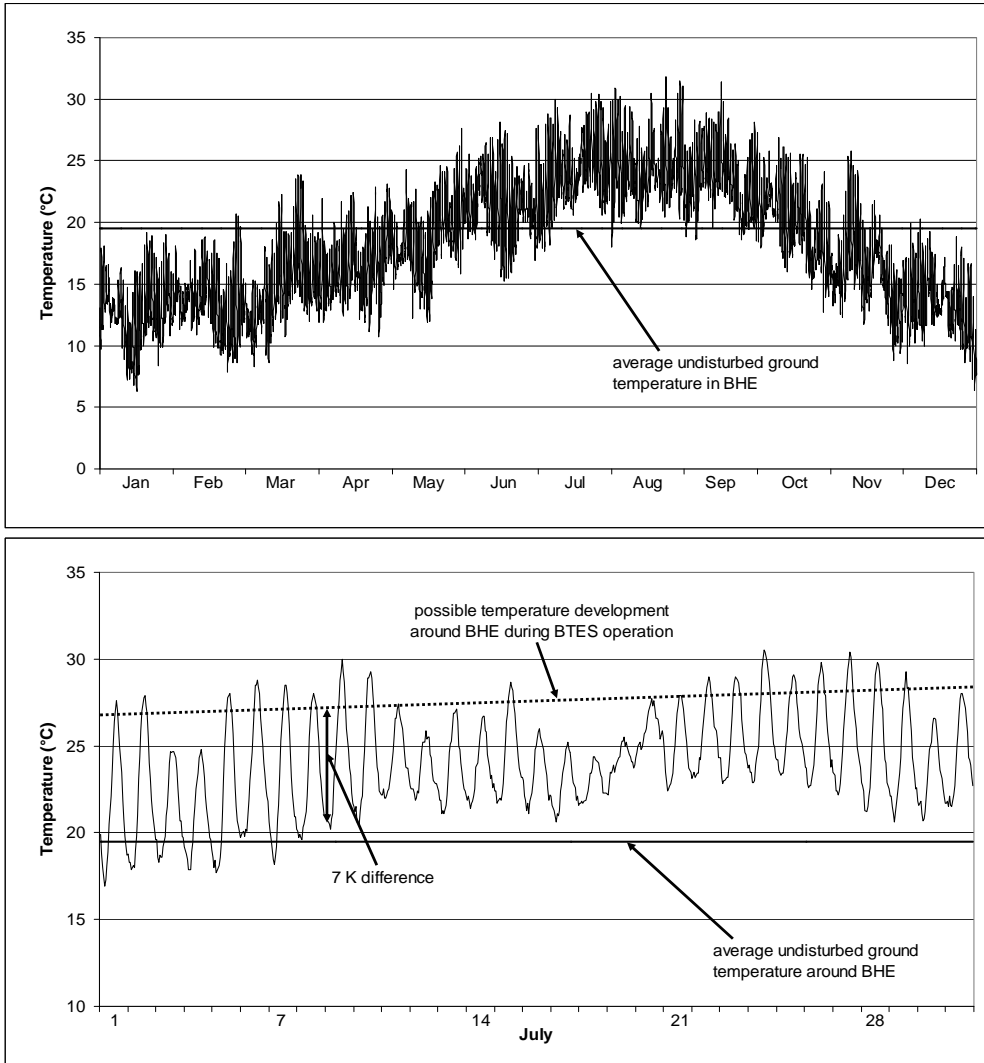 35
30
25
20
15
10
5
0
Temperature (°C)
average undisturbed ground
temperature in BHE
Jan Feb Mar Apr May Jun Jul Aug Sep Oct Nov Dec
35
30
25
20
15
10
Temperature (°C)
possible temperature development
around BHE during BTES operation
7 K difference
average undisturbed ground
temperature around BHE
1 7 14 21 28
July